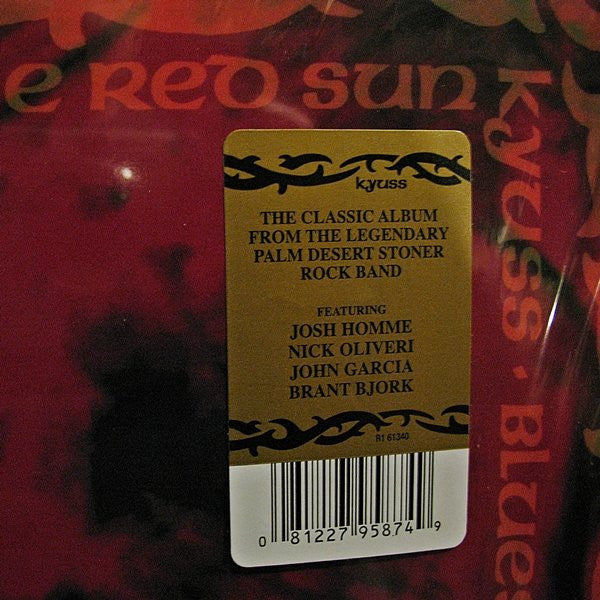 e Red Sun
kyuss · Blues
kyuss
THE CLASSIC ALBUM
FROM THE LEGENDARY
PALM DESERT STONER
ROCK BAND
FEATURING
JOSH HOMME
NICK OLIVERI
JOHN GARCIA
BRANT BJORK
R1 61340
0 81227 95874 9